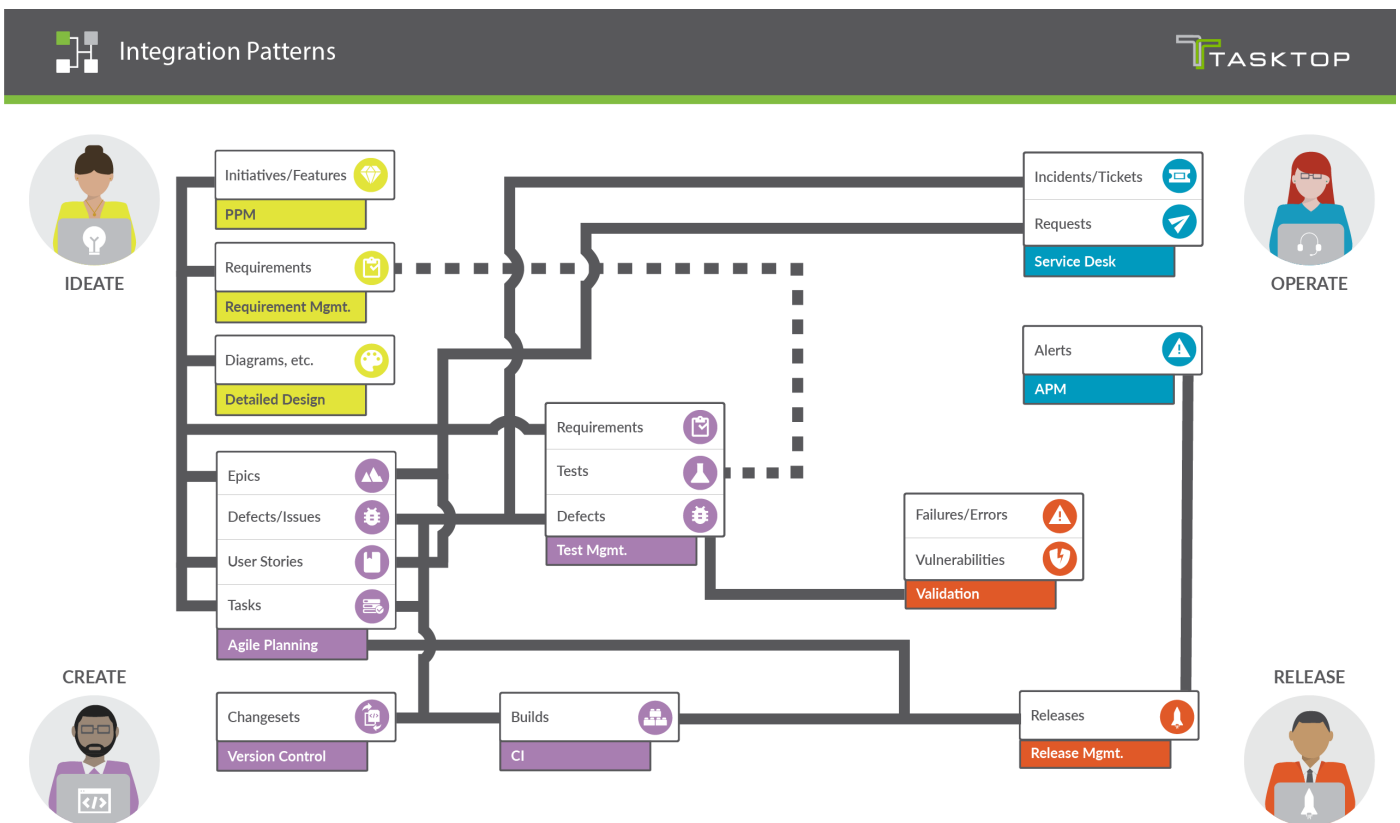 Integration Patterns
TASKTOP
IDEATE
Initiatives/Features
PPM
Requirements
Requirement Mgmt.
Diagrams, etc.
Detailed Design
Incidents/Tickets
Requests
Service Desk
OPERATE
Alerts
APM
Requirements
Tests
Defects
Test Mgmt.
Epics
Defects/Issues
User Stories
Tasks
Agile Planning
Failures/Errors
Vulnerabilities
Validation
CREATE
</>
Changesets
Version Control
Builds
CI
Releases
Release Mgmt.
RELEASE